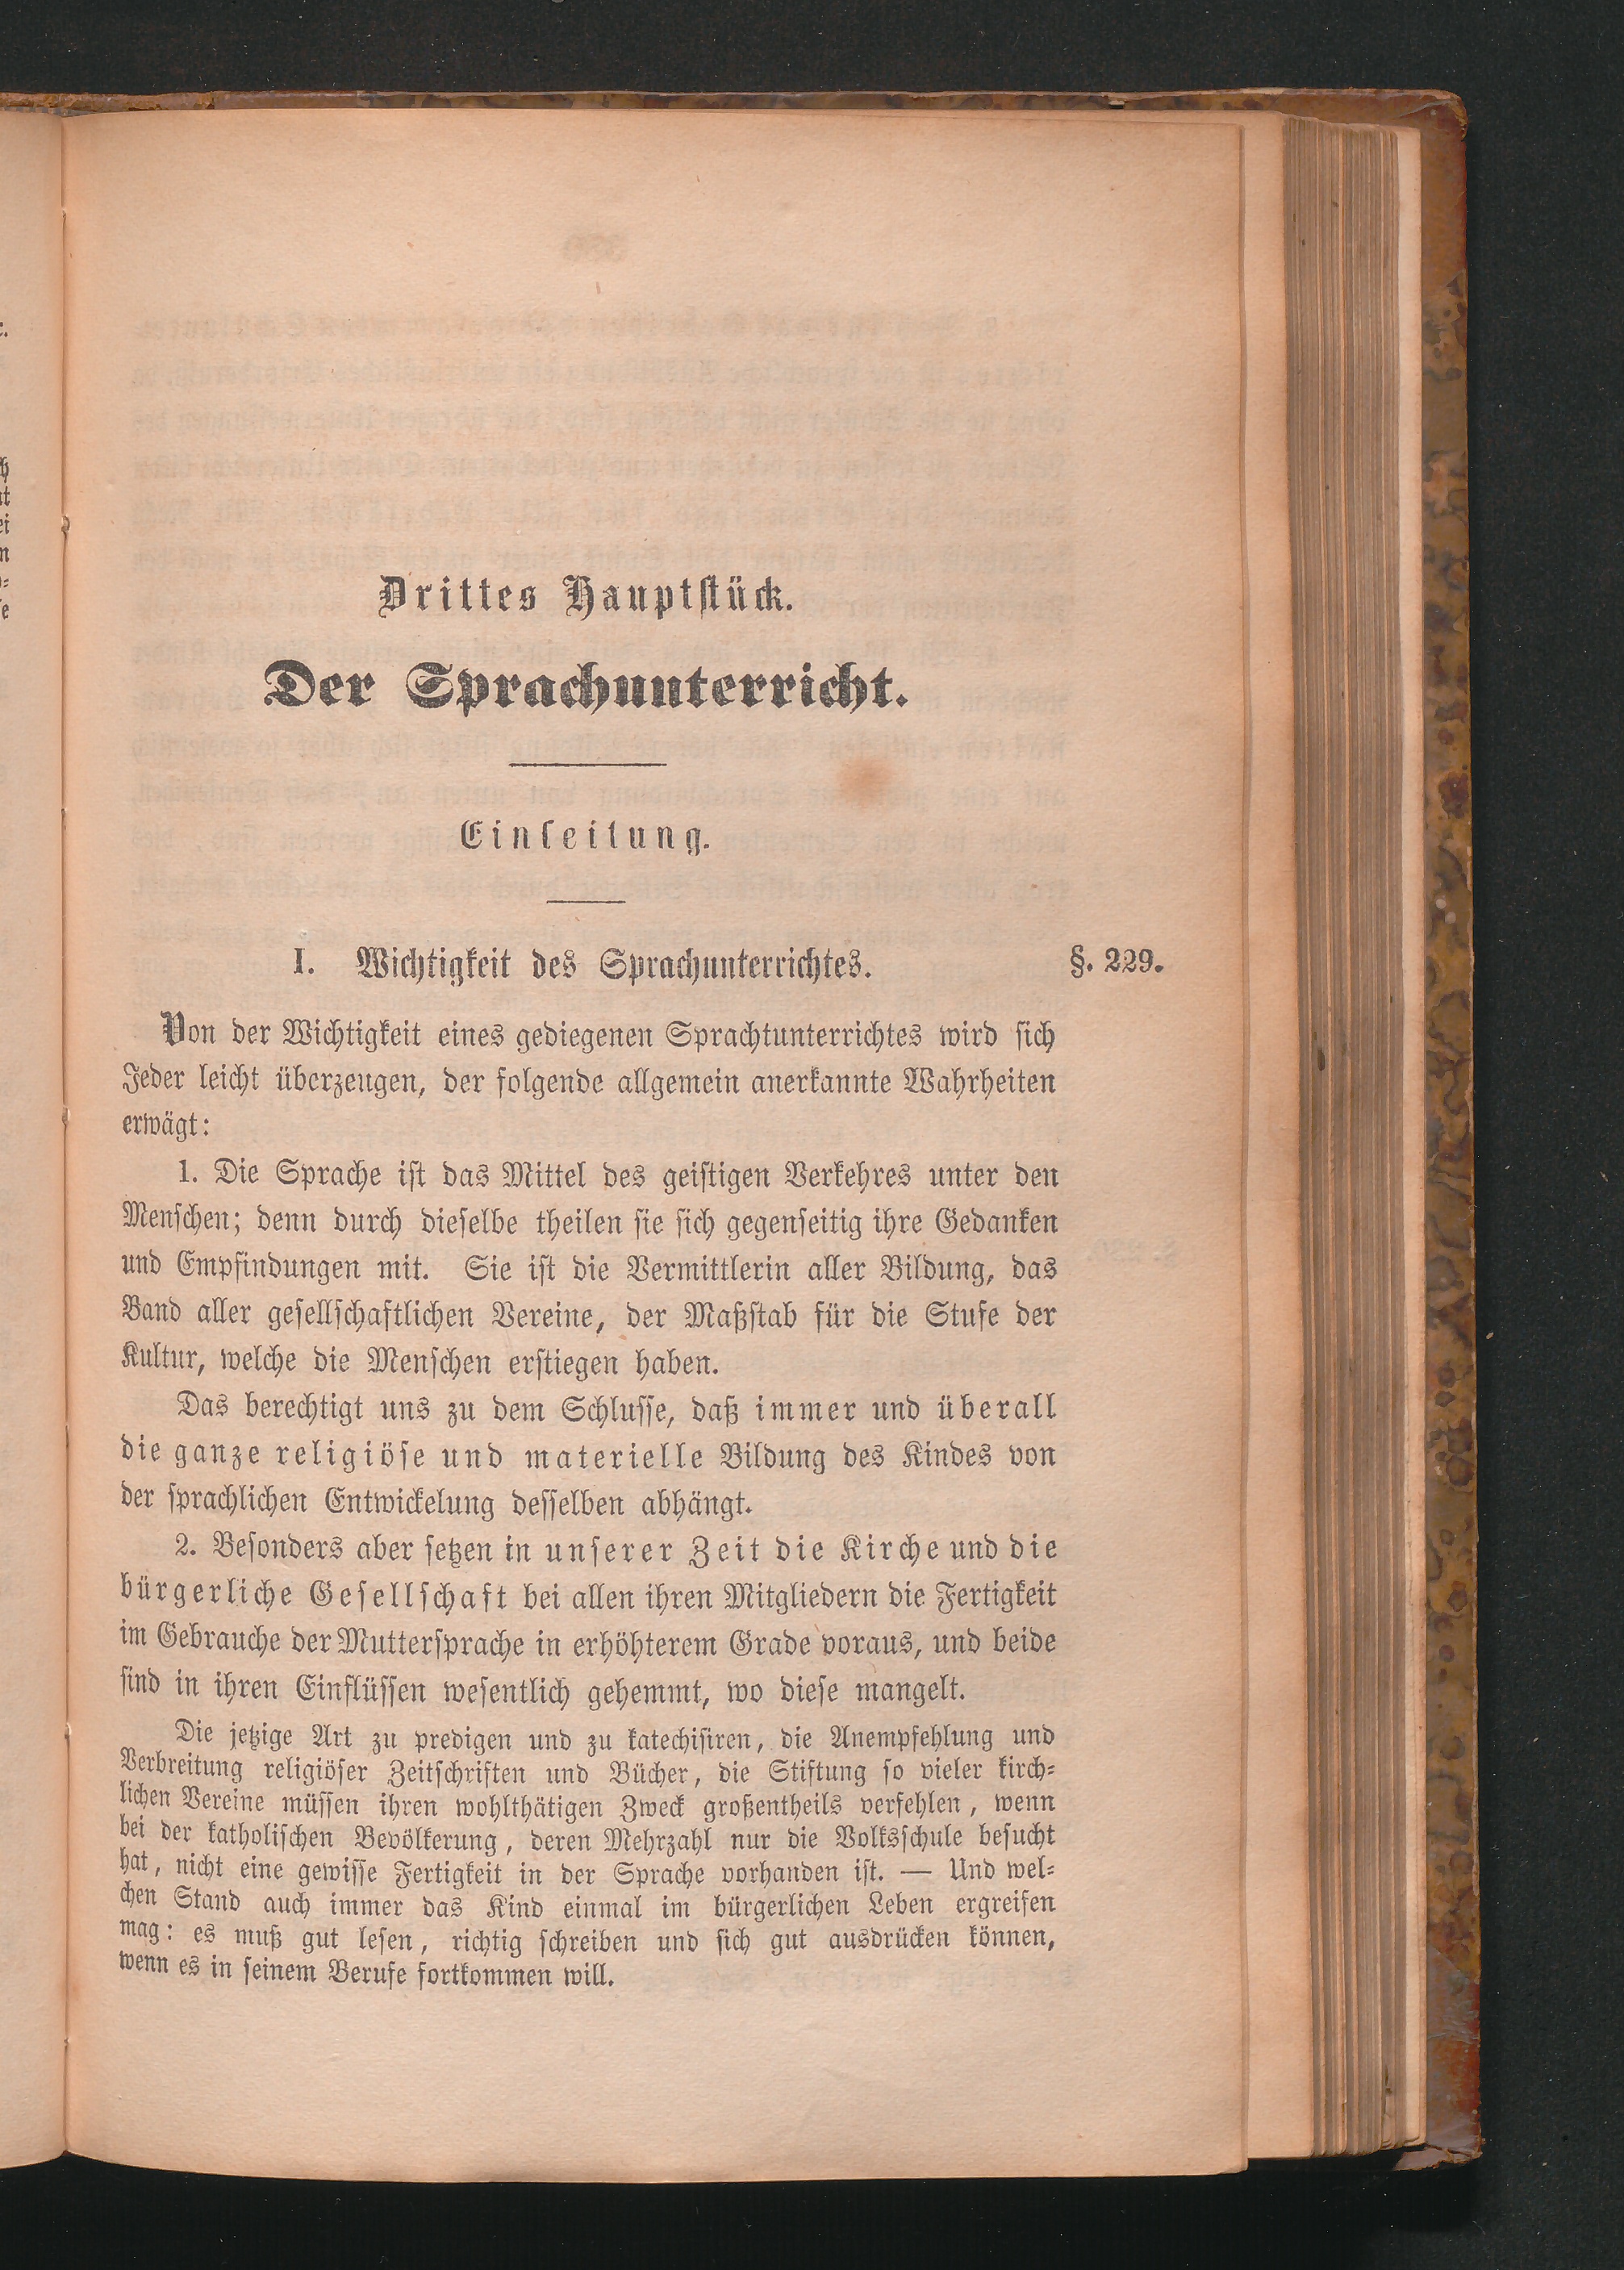 Drittes Hauptstück.
Der Sprachunterricht.
Einleitung.
I. Wichtigkeit des Sprachunterrichtes. §. 229.
Von der Wichtigkeit eines gediegenen Sprachtunterrichtes wird sich
Jeder leicht überzeugen, der folgende allgemein anerkannte Wahrheiten
erwägt:
1. Die Sprache ist das Mittel des geistigen Verkehres unter den
Menschen; denn durch dieselbe theilen sie sich gegenseitig ihre Gedanken
und Empfindungen mit. Sie ist die Vermittlerin aller Bildung, das
Band aller gesellschaftlichen Vereine, der Maßstab für die Stufe der
Kultur, welche die Menschen erstiegen haben.
Das berechtigt uns zu dem Schlusse, daß immer und überall
die ganze religiöse und materielle Bildung des Kindes von
der sprachlichen Entwickelung desselben abhängt.
2. Besonders aber setzen in unserer Zeit die Kirche und die
bürgerliche Gesellschaft bei allen ihren Mitgliedern die Fertigkeit
im Gebrauche der Muttersprache in erhöhterem Grade voraus, und beide
sind in ihren Einflüssen wesentlich gehemmt, wo diese mangelt.
Die jetzige Art zu predigen und zu katechisiren, die Anempfehlung und
Verbreitung religiöser Zeitschriften und Bücher, die Stiftung so vieler kirch-
lichen Vereine müssen ihren wohlthätigen Zweck großentheils verfehlen, wenn
bei der katholischen Bevölkerung, deren Mehrzahl nur die Volksschule besucht
hat, nicht eine gewisse Fertigkeit in der Sprache vorhanden ist. — Und wel-
chen Stand auch immer das Kind einmal im bürgerlichen Leben ergreifen
mag: es muß gut lesen, richtig schreiben und sich gut ausdrücken können,
wenn es in seinem Berufe fortkommen will.